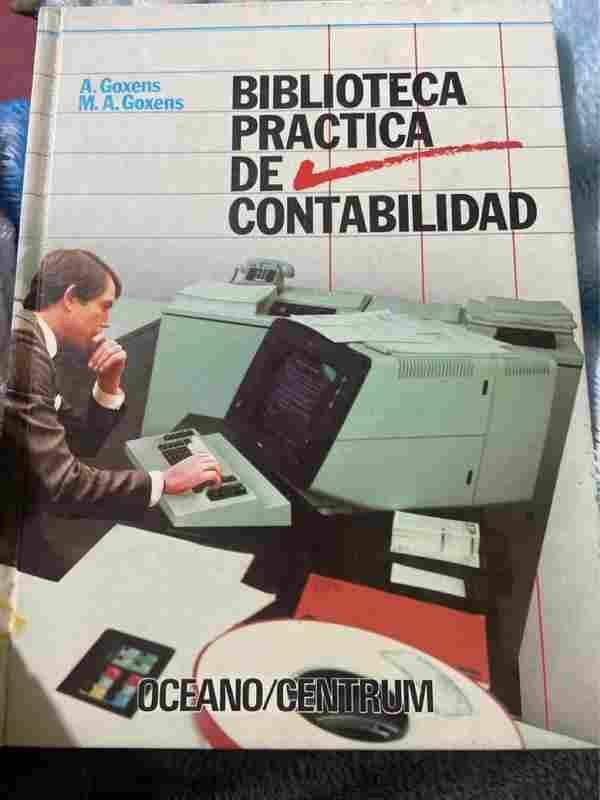 A. Goxens
M. A. Goxens
BIBLIOTECA
PRACTICA
DE
CONTABILIDAD
OCEANO/CENTRUM